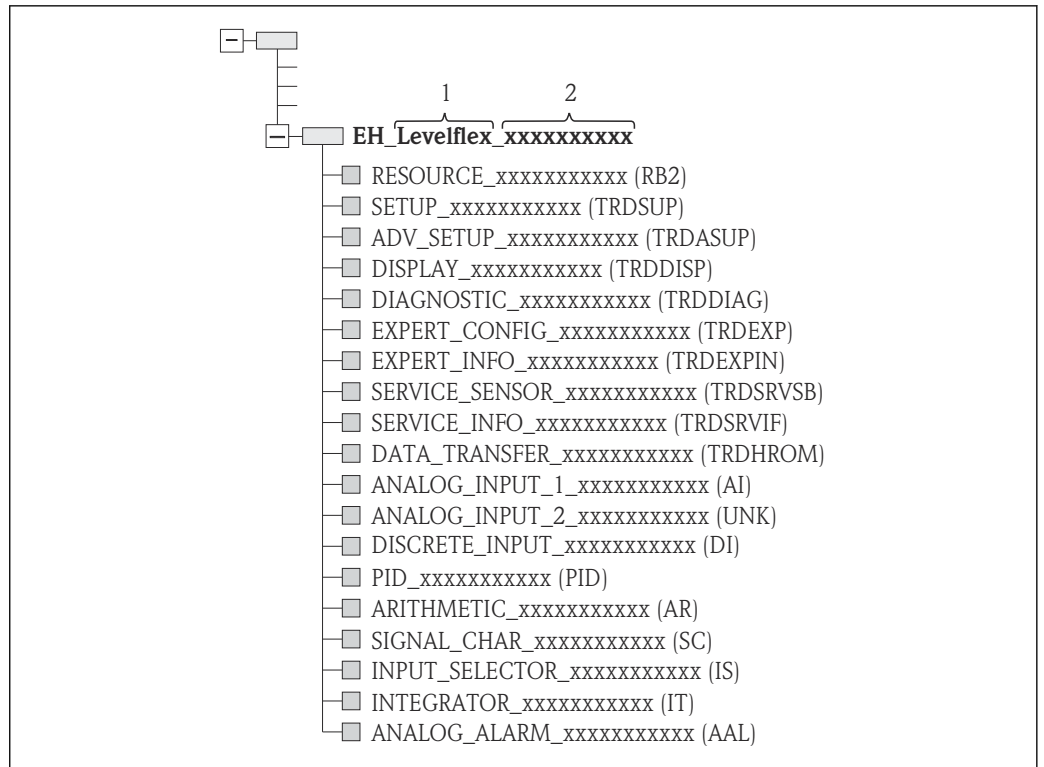 1 2
EH_Levelflex_xxxxxxxxxx
RESOURCE_xxxxxxxxxxx (RB2)
SETUP_xxxxxxxxxxx (TRDSUP)
ADV_SETUP_xxxxxxxxxxx (TRDASUP)
DISPLAY_xxxxxxxxxxx (TRDDISP)
DIAGNOSTIC_xxxxxxxxxxx (TRDDIAG)
EXPERT_CONFIG_xxxxxxxxxxx (TRDEXP)
EXPERT_INFO_xxxxxxxxxxx (TRDEXPIN)
SERVICE_SENSOR_xxxxxxxxxxx (TRDSRVSB)
SERVICE_INFO_xxxxxxxxxxx (TRDSRVIF)
DATA_TRANSFER_xxxxxxxxxxx (TRDHROM)
ANALOG_INPUT_1_xxxxxxxxxxx (AI)
ANALOG_INPUT_2_xxxxxxxxxxx (UNK)
DISCRETE_INPUT_xxxxxxxxxxx (DI)
PID_xxxxxxxxxxx (PID)
ARITHMETIC_xxxxxxxxxxx (AR)
SIGNAL_CHAR_xxxxxxxxxxx (SC)
INPUT_SELECTOR_xxxxxxxxxxx (IS)
INTEGRATOR_xxxxxxxxxxx (IT)
ANALOG_ALARM_xxxxxxxxxxx (AAL)